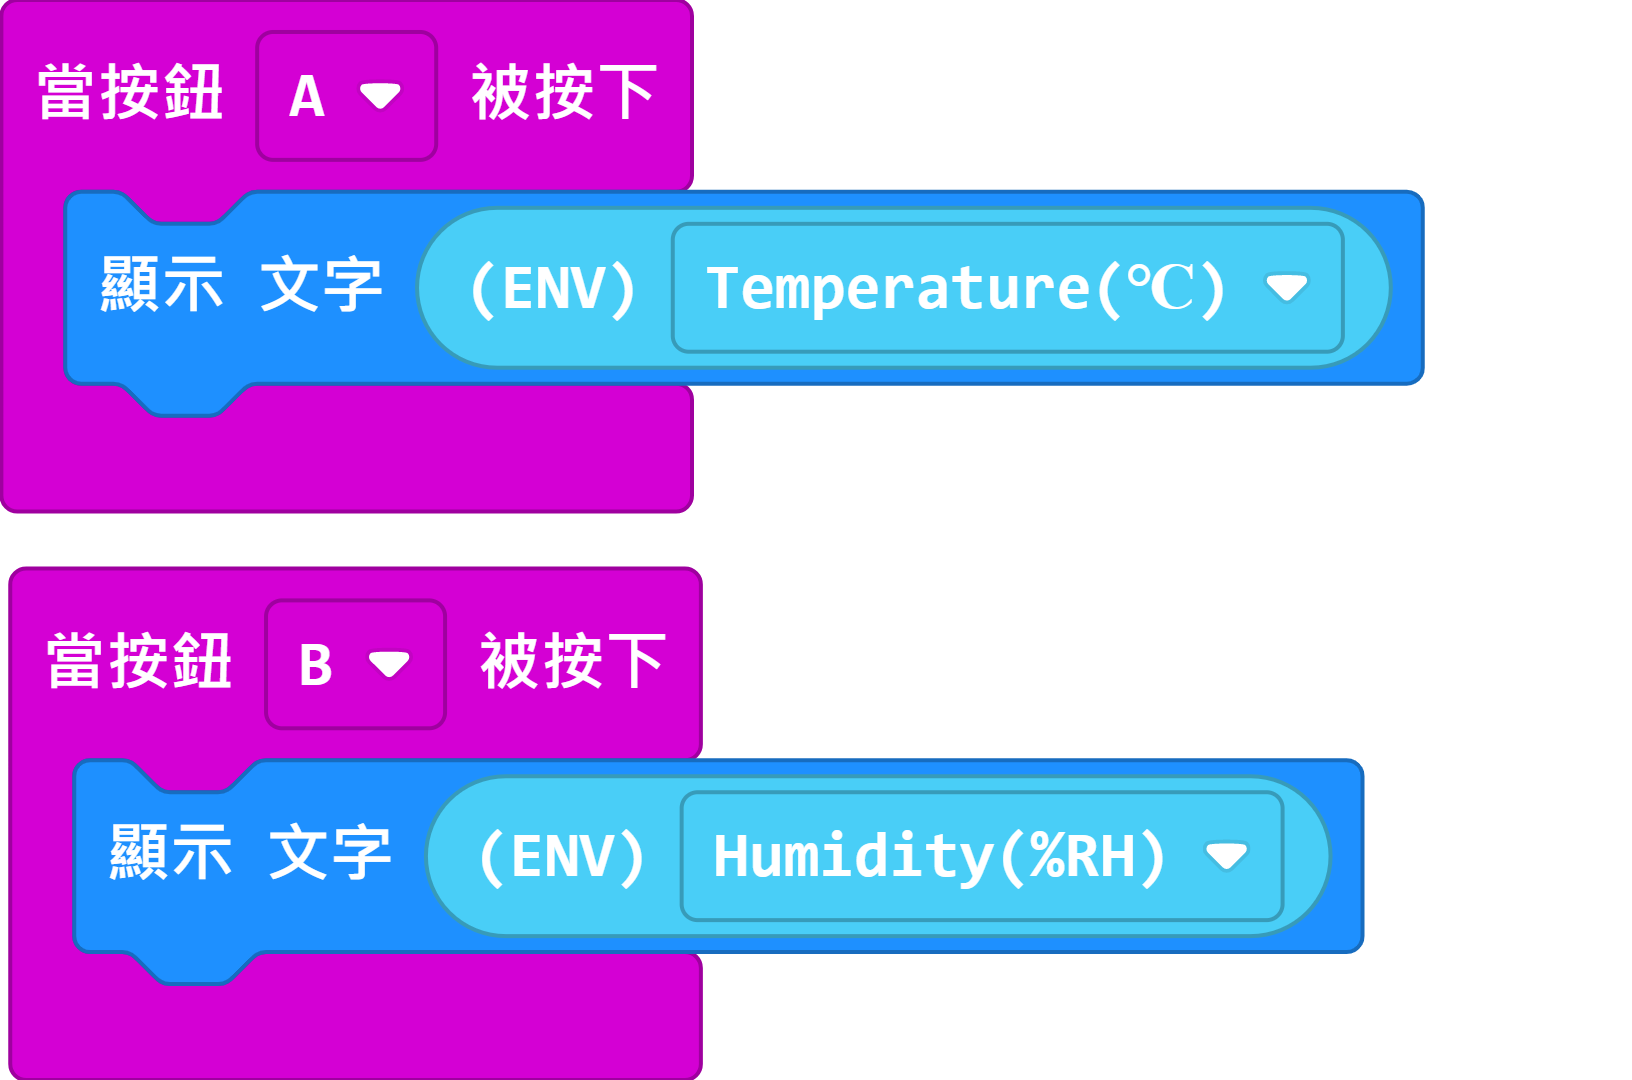 當按鈕 A 被按下
顯示 文字 (ENV) Temperature(℃)
當按鈕 B 被按下
顯示 文字 (ENV) Humidity(%RH)